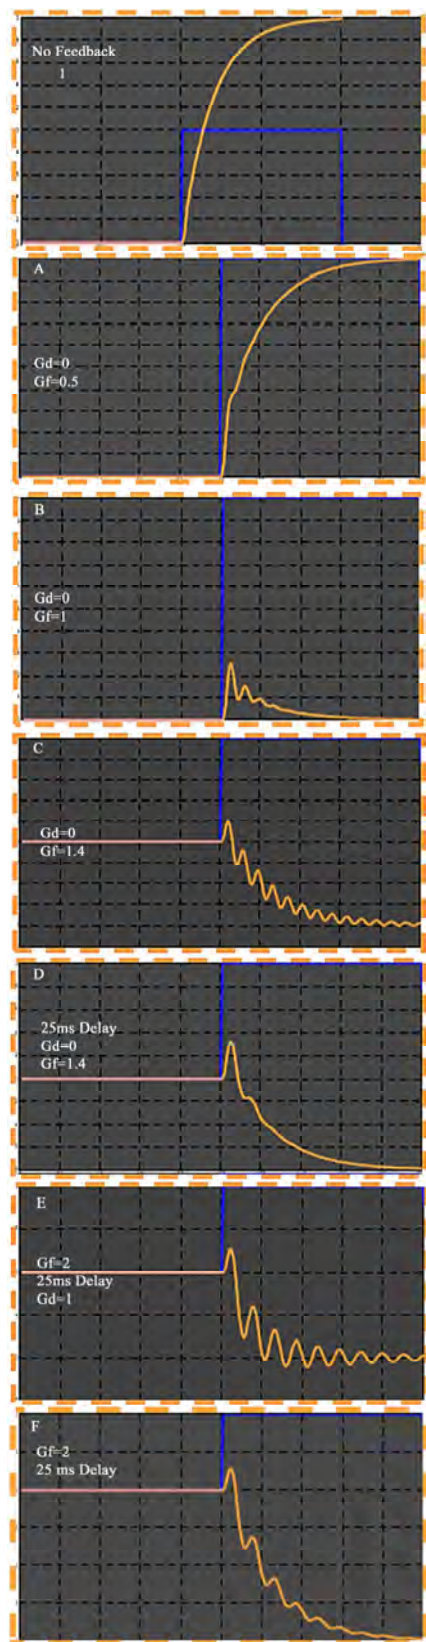 No Feedback
1
A
Gd=0
Gf=0.5
B
Gd=0
Gf=1
C
Gd=0
Gf=1.4
D
25ms Delay
Gd=0
Gf=1.4
E
Gf=2
25ms Delay
Gd=1
F
Gf=2
25 ms Delay